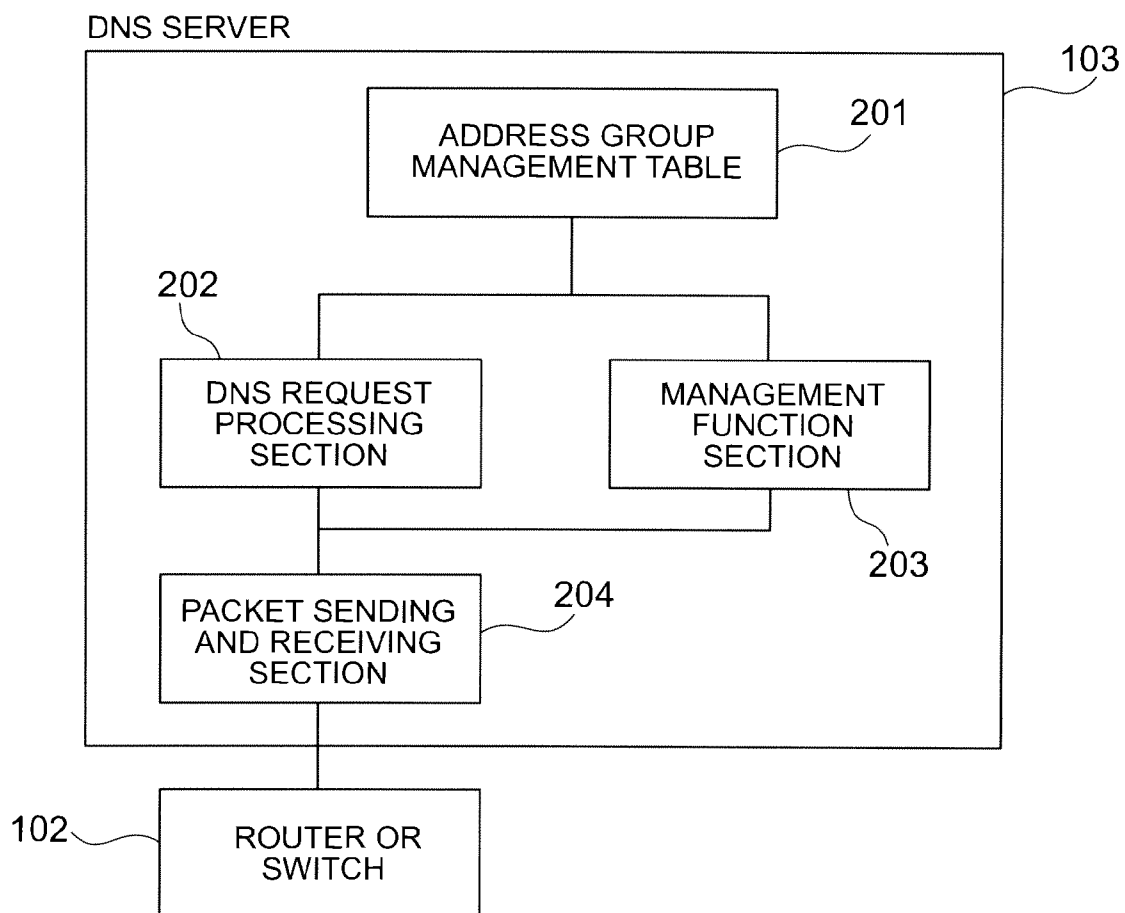 DNS SERVER
103
ADDRESS GROUP
MANAGEMENT TABLE
201
202
DNS REQUEST
PROCESSING
SECTION
MANAGEMENT
FUNCTION
SECTION
203
PACKET SENDING
AND RECEIVING
SECTION
204
102
ROUTER OR
SWITCH